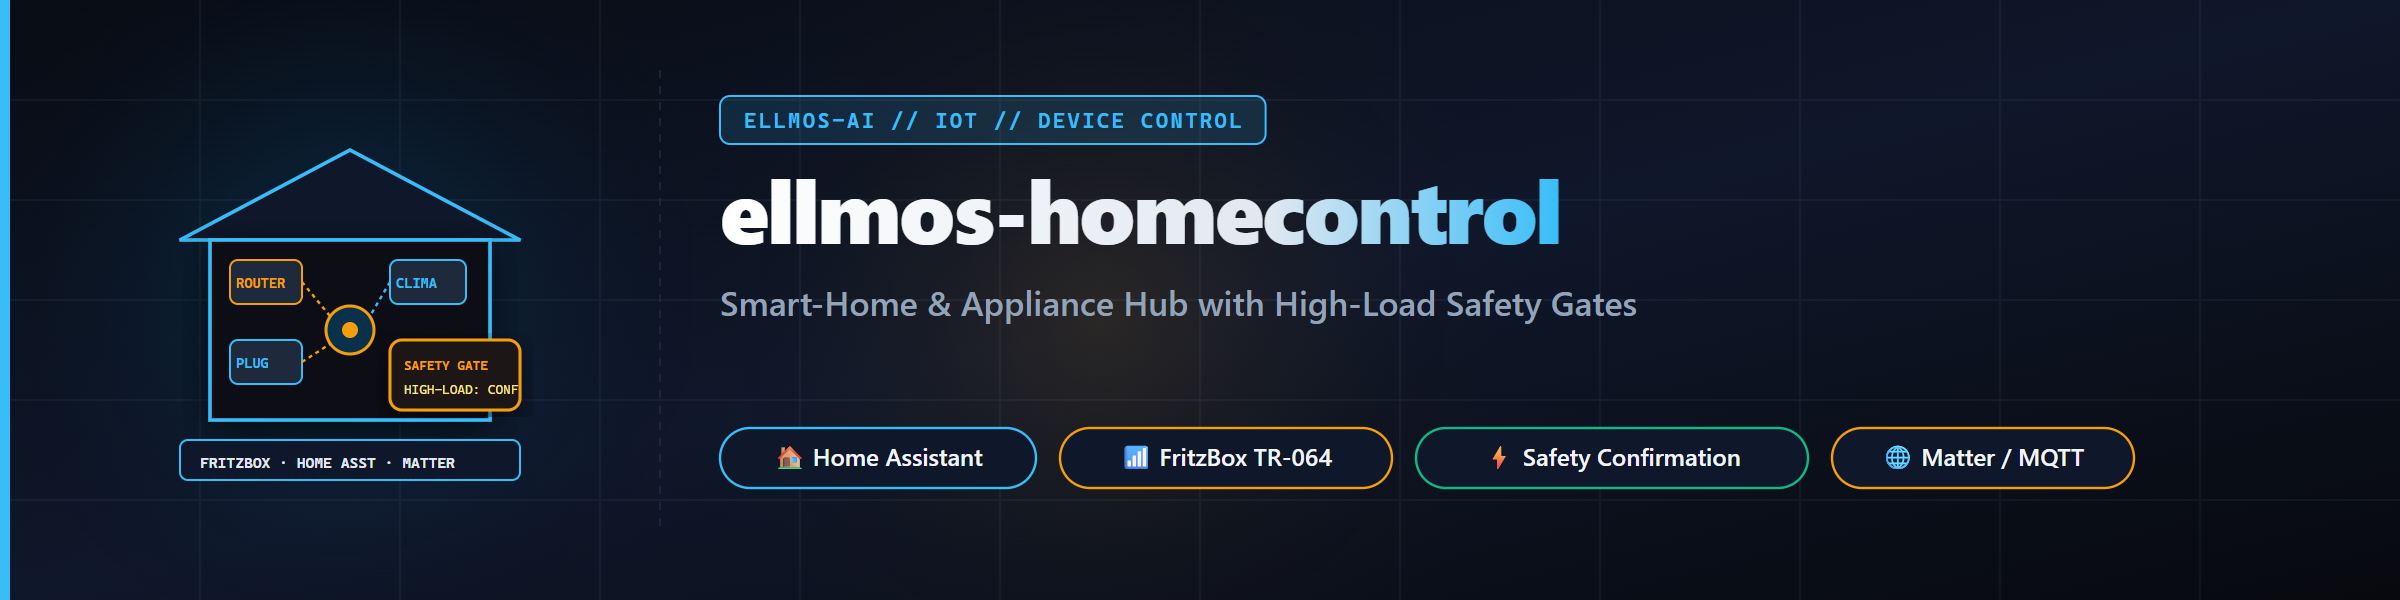 ELLMOS-AI // IOT // DEVICE CONTROL
ellmos-homecontrol
Smart-Home & Appliance Hub with High-Load Safety Gates
ROUTER
CLIMA
PLUG
SAFETY GATE
HIGH-LOAD: CONF
FRITZBOX · HOME ASST · MATTER
Home Assistant
FritzBox TR-064
Safety Confirmation
Matter / MQTT